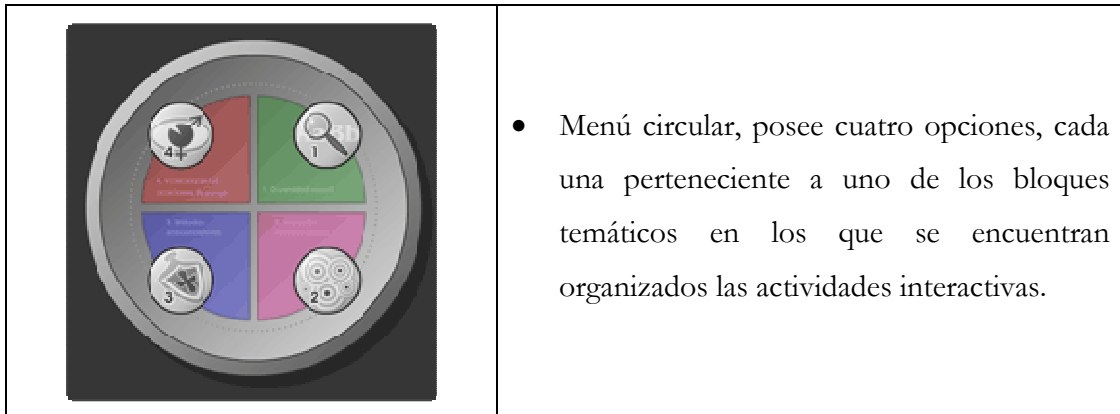 4
1
3
2
• Menú circular, posee cuatro opciones, cada
una perteneciente a uno de los bloques
temáticos en los que se encuentran
organizados las actividades interactivas.